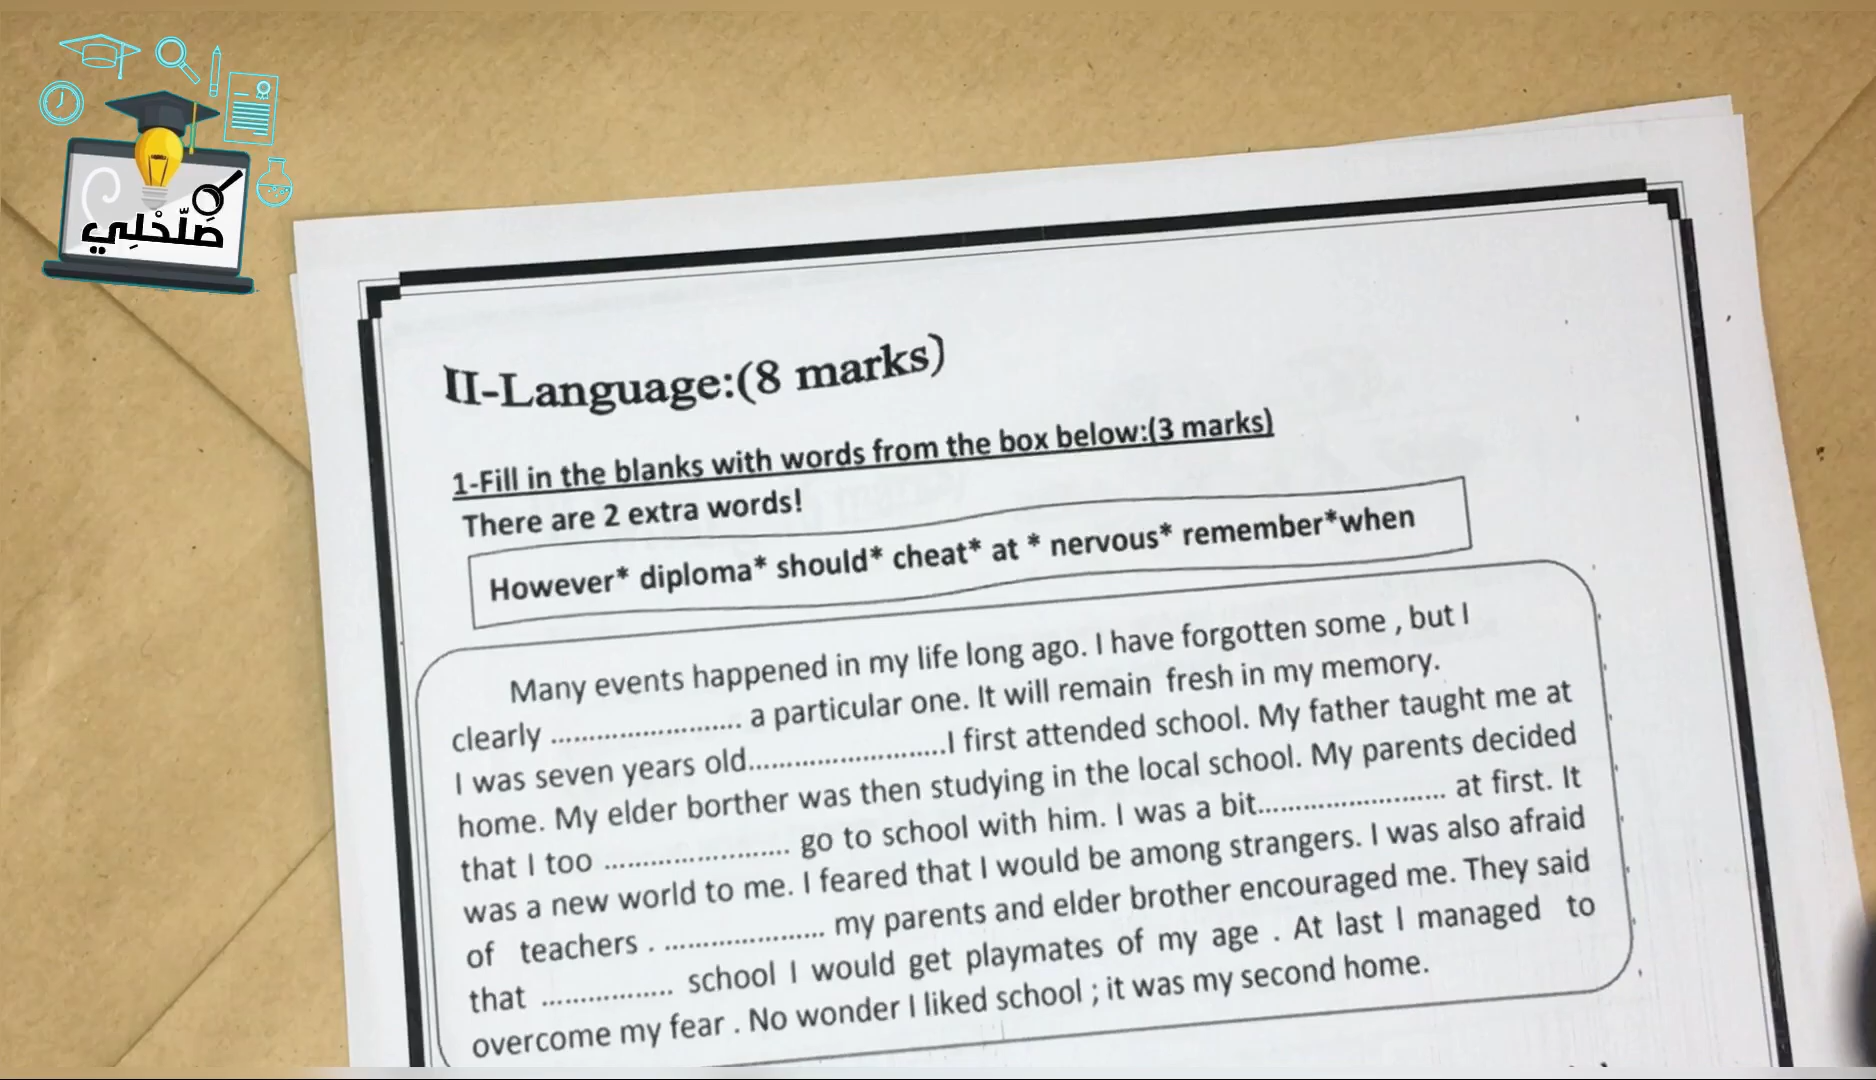 صَلّحْلِي
II-Language:(8 marks)
1-Fill in the blanks with words from the box below:(3 marks)
There are 2 extra words!
However* diploma* should* cheat* at * nervous* remember*when
Many events happened in my life long ago. I have forgotten some , but I
clearly ........................ a particular one. It will remain fresh in my memory.
I was seven years old.........................I first attended school. My father taught me at
home. My elder borther was then studying in the local school. My parents decided
that I too ........................ go to school with him. I was a bit........................ at first. It
was a new world to me. I feared that I would be among strangers. I was also afraid
of teachers . ..................... my parents and elder brother encouraged me. They said
that ................. school I would get playmates of my age . At last I managed to
overcome my fear . No wonder I liked school ; it was my second home.